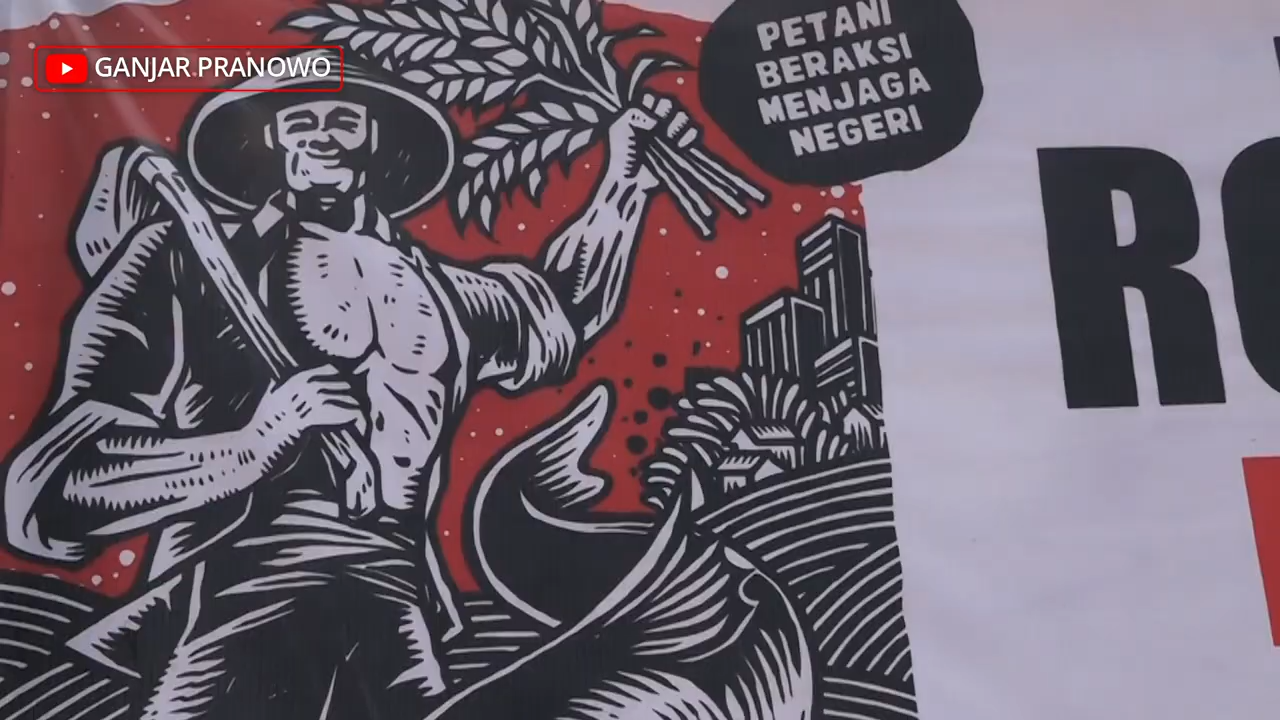 GANJAR PRANOWO
PETANI
BERAKSI
MENJAGA
NEGERI